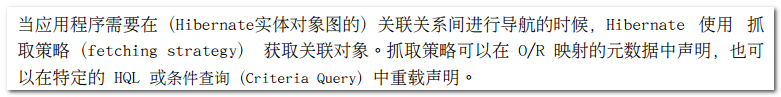 当应用程序需要在（Hibernate实体对象图的）关联关系间进行导航的时候，Hibernate 使用 抓
取策略（fetching strategy） 获取关联对象。抓取策略可以在 O/R 映射的元数据中声明，也可
以在特定的 HQL 或条件查询（Criteria Query）中重载声明。